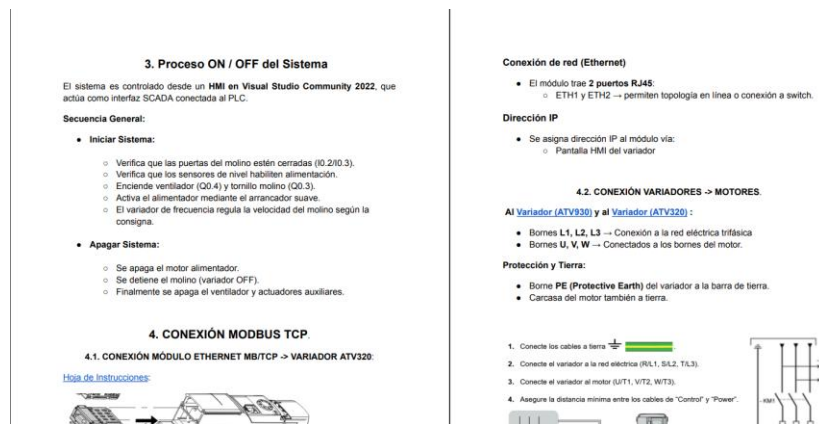 3. Proceso ON / OFF del Sistema
El sistema es controlado desde un HMI en Visual Studio Community 2022, que
actúa como interfaz SCADA conectada al PLC.
Secuencia General:
● Iniciar Sistema:
○ Verifica que las puertas del molino estén cerradas (I0.2/I0.3).
○ Verifica que los sensores de nivel habiliten alimentación.
○ Enciende ventilador (Q0.4) y tornillo molino (Q0.3).
○ Activa el alimentador mediante el arrancador suave.
○ El variador de frecuencia regula la velocidad del molino según la
consigna.
● Apagar Sistema:
○ Se apaga el motor alimentador.
○ Se detiene el molino (variador OFF).
○ Finalmente se apaga el ventilador y actuadores auxiliares.
4. CONEXIÓN MODBUS TCP.
4.1. CONEXIÓN MÓDULO ETHERNET MB/TCP -> VARIADOR ATV320:
Hoja de Instrucciones:
Conexión de red (Ethernet)
● El módulo trae 2 puertos RJ45:
○ ETH1 y ETH2 → permiten topología en línea o conexión a switch.
Dirección IP
● Se asigna dirección IP al módulo vía:
○ Pantalla HMI del variador
4.2. CONEXIÓN VARIADORES -> MOTORES.
Al Variador (ATV930) y al Variador (ATV320) :
● Bornes L1, L2, L3 → Conexión a la red eléctrica trifásica
● Bornes U, V, W → Conectados a los bornes del motor.
Protección y Tierra:
● Borne PE (Protective Earth) del variador a la barra de tierra.
● Carcasa del motor también a tierra.
1. Conecte los cables a tierra
2. Conecte el variador a la red eléctrica (R/L1, S/L2, T/L3).
3. Conecte el variador al motor (U/T1, V/T2, W/T3).
4. Asegure la distancia mínima entre los cables de "Control" y "Power".
-KM1